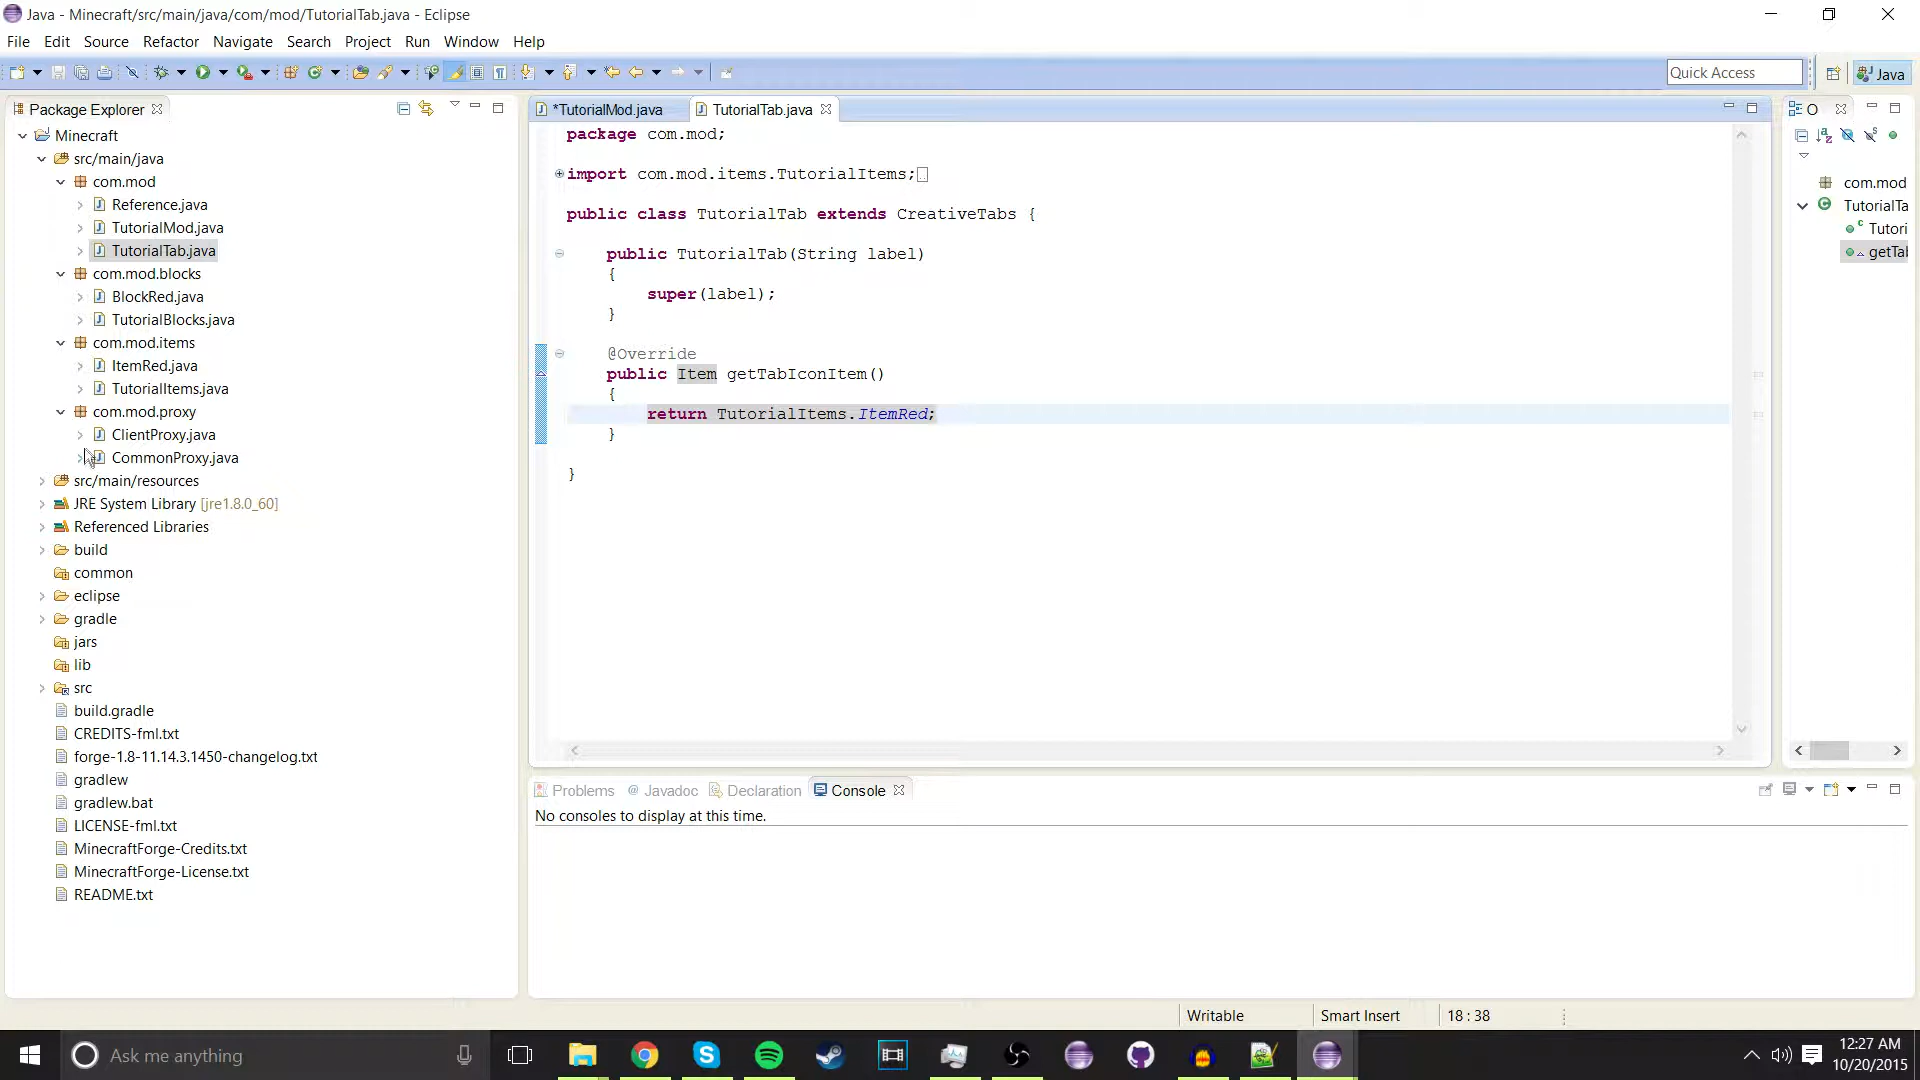 Java - Minecraft/src/main/java/com/mod/TutorialTab.java - Eclipse
File Edit Source Refactor Navigate Search Project Run Window Help
Quick Access
Java
Package Explorer
Minecraft
src/main/java
com.mod
Reference.java
TutorialMod.java
TutorialTab.java
com.mod.blocks
BlockRed.java
TutorialBlocks.java
com.mod.items
ItemRed.java
TutorialItems.java
com.mod.proxy
ClientProxy.java
CommonProxy.java
src/main/resources
JRE System Library [jre1.8.0_60]
Referenced Libraries
build
common
eclipse
gradle
jars
lib
src
build.gradle
CREDITS-fml.txt
forge-1.8-11.14.3.1450-changelog.txt
gradlew
gradlew.bat
LICENSE-fml.txt
MinecraftForge-Credits.txt
MinecraftForge-License.txt
README.txt
*TutorialMod.java TutorialTab.java
package com.mod;
import com.mod.items.TutorialItems;
public class TutorialTab extends CreativeTabs {
public TutorialTab(String label)
{
super(label);
}
@Override
public Item getTabIconItem()
{
return TutorialItems.ItemRed;
}
}
O
com.mod
TutorialTa
Tutori
getTab
Problems @ Javadoc Declaration Console
No consoles to display at this time.
Writable Smart Insert 18 : 38
Ask me anything
12:27 AM
10/20/2015